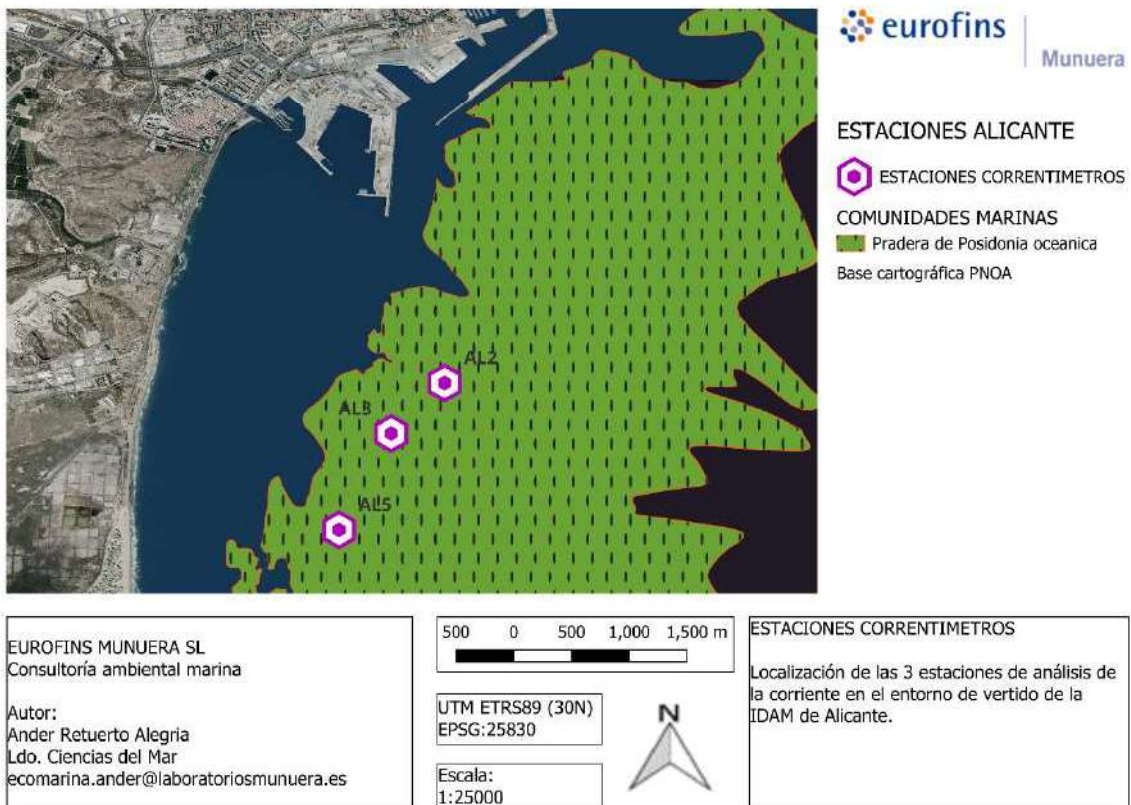 eurofins
Munuera
ESTACIONES ALICANTE
ESTACIONES CORRENTIMETROS
COMUNIDADES MARINAS
Pradera de Posidonia oceanica
Base cartográfica PNOA
AL2
AL3
AL5
EUROFINS MUNUERA SL
Consultoría ambiental marina
Autor:
Ander Retuerto Alegria
Ldo. Ciencias del Mar
ecomarina.ander@laboratoriosmunuera.es
500 0 500 1,000 1,500 m
UTM ETRS89 (30N)
EPSG:25830
Escala:
1:25000
N
ESTACIONES CORRENTIMETROS
Localización de las 3 estaciones de análisis de
la corriente en el entorno de vertido de la
IDAM de Alicante.